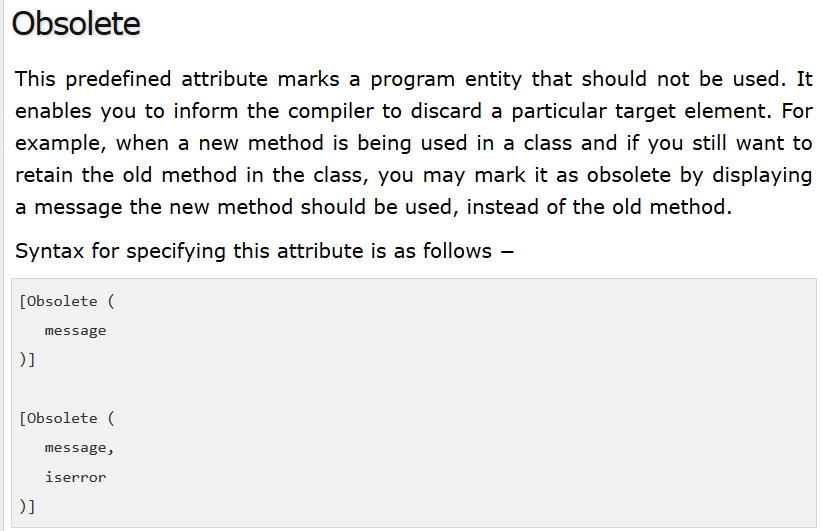 Obsolete
This predefined attribute marks a program entity that should not be used. It
enables you to inform the compiler to discard a particular target element. For
example, when a new method is being used in a class and if you still want to
retain the old method in the class, you may mark it as obsolete by displaying
a message the new method should be used, instead of the old method.
Syntax for specifying this attribute is as follows −
[Obsolete (
   message
)]
[Obsolete (
   message,
   iserror
)]